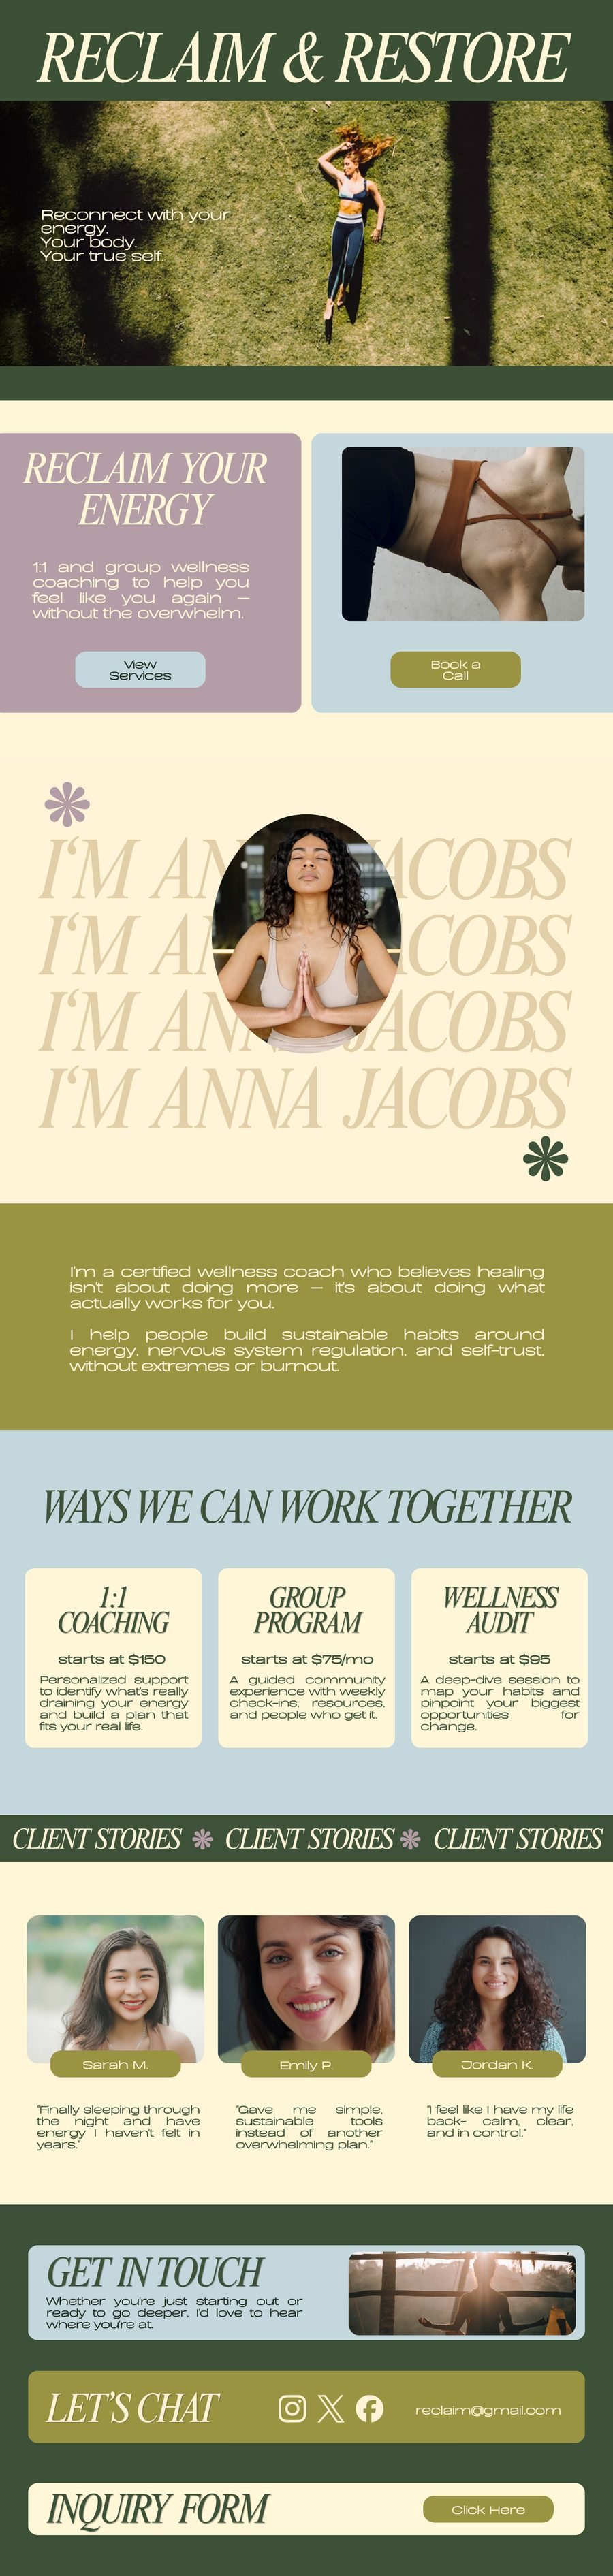 RECLAIM & RESTORE
Reconnect with your
energy.
Your body.
Your true self.
RECLAIM YOUR
ENERGY
1:1 and group wellness
coaching to help you
feel like you again —
without the overwhelm.
View
Services
Book a
Call
I‘M AN JACOBS
I‘M AN JACOBS
I‘M AN JACOBS
I‘M ANNA JACOBS
I'm a certified wellness coach who believes healing
isn't about doing more — it's about doing what
actually works for you.
I help people build sustainable habits around
energy, nervous system regulation, and self-trust,
without extremes or burnout.
WAYS WE CAN WORK TOGETHER
1:1
COACHING
starts at $150
Personalized support
to identify what's really
draining your energy
and build a plan that
fits your real life.
GROUP
PROGRAM
starts at $75/mo
A guided community
experience with weekly
check-ins, resources,
and people who get it.
WELLNESS
AUDIT
starts at $95
A deep-dive session to
map your habits and
pinpoint your biggest
opportunities for
change.
CLIENT STORIES CLIENT STORIES CLIENT STORIES
Sarah M.
"Finally sleeping through
the night and have
energy I haven't felt in
years."
Emily P.
"Gave me simple,
sustainable tools
instead of another
overwhelming plan."
Jordan K.
"I feel like I have my life
back- calm, clear,
and in control."
GET IN TOUCH
Whether you're just starting out or
ready to go deeper, I'd love to hear
where you're at.
LET'S CHAT
reclaim@gmail.com
INQUIRY FORM
Click Here